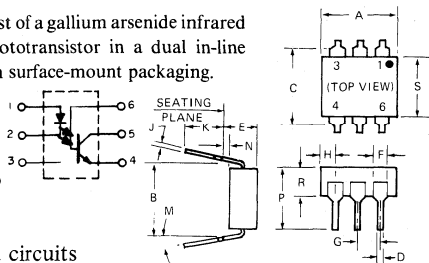 st of a gallium arsenide infrared
ototransistor in a dual in-line
surface-mount packaging.
1 6
2 5
3 4
SEATING
PLANE
J K E
N
B
M
A
C
S
3 1
(TOP VIEW)
4 6
H F
R
P
G
D
circuits